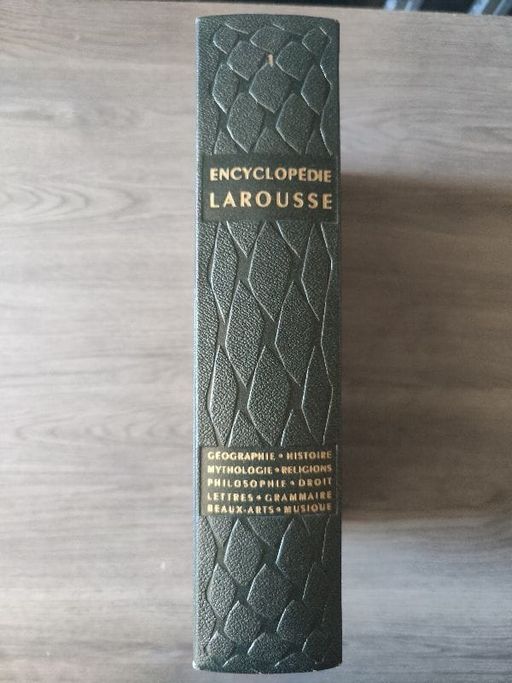 1
ENCYCLOPÉDIE
LAROUSSE
GÉOGRAPHIE • HISTOIRE
MYTHOLOGIE • RELIGIONS
PHILOSOPHIE • DROIT
LETTRES • GRAMMAIRE
BEAUX-ARTS • MUSIQUE